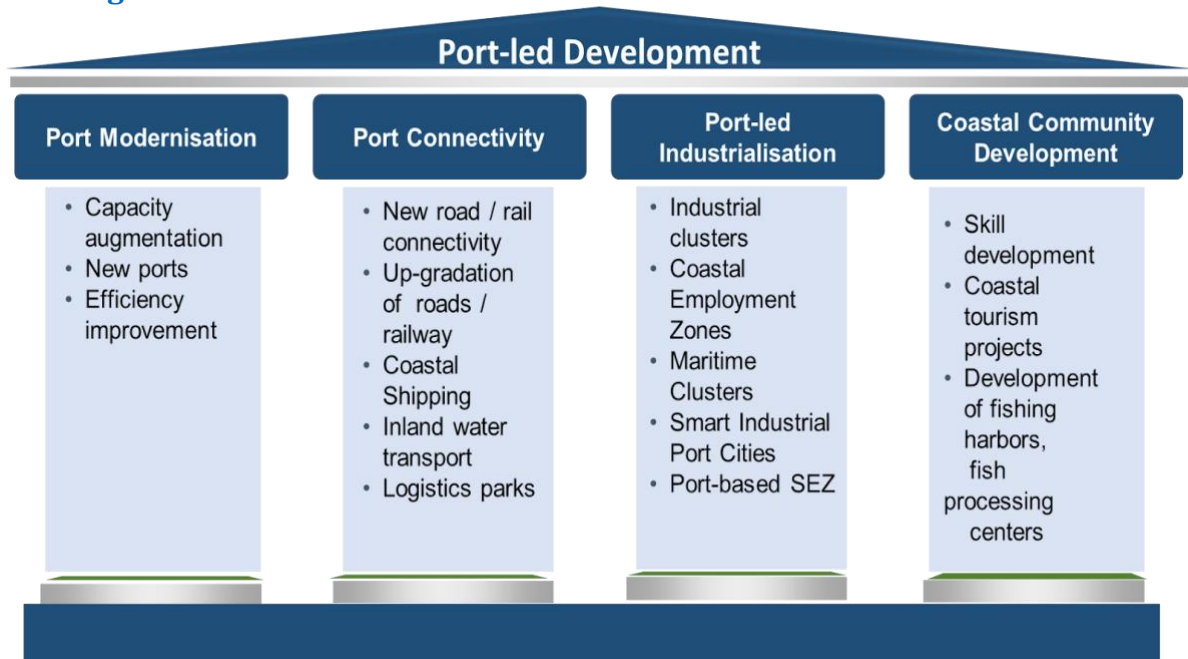 Port-led Development
Port Modernisation
• Capacity
augmentation
• New ports
• Efficiency
improvement
Port Connectivity
• New road / rail
connectivity
• Up-gradation
of roads /
railway
• Coastal
Shipping
• Inland water
transport
• Logistics parks
Port-led
Industrialisation
• Industrial
clusters
• Coastal
Employment
Zones
• Maritime
Clusters
• Smart Industrial
Port Cities
• Port-based SEZ
Coastal Community
Development
• Skill
development
• Coastal
tourism
projects
• Development
of fishing
harbors,
fish
processing
centers